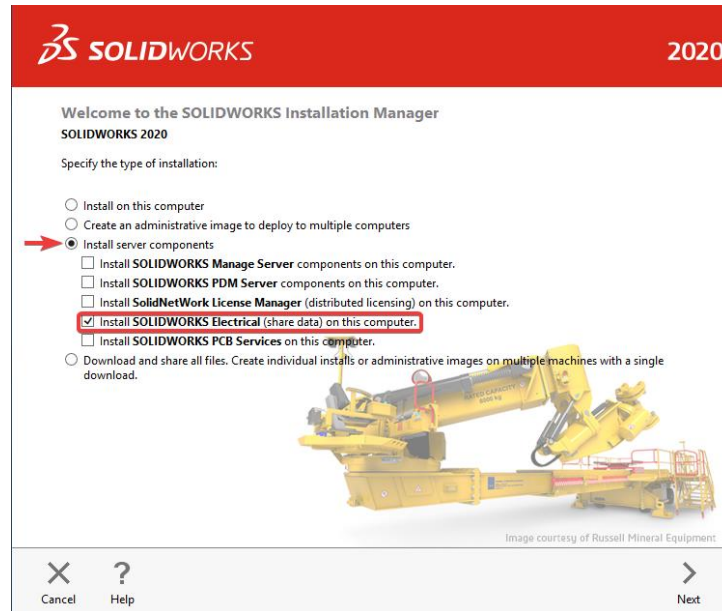 SOLIDWORKS
2020
Welcome to the SOLIDWORKS Installation Manager
SOLIDWORKS 2020
Specify the type of installation:
Install on this computer
Create an administrative image to deploy to multiple computers
Install server components
Install SOLIDWORKS Manage Server components on this computer.
Install SOLIDWORKS PDM Server components on this computer.
Install SolidNetWork License Manager (distributed licensing) on this computer.
Install SOLIDWORKS Electrical (share data) on this computer.
Install SOLIDWORKS PCB Services on this computer.
Download and share all files. Create individual installs or administrative images on multiple machines with a single
download.
RATED CAPACITY
6000 kg
Image courtesy of Russell Mineral Equipment
?
Cancel
Help
Next